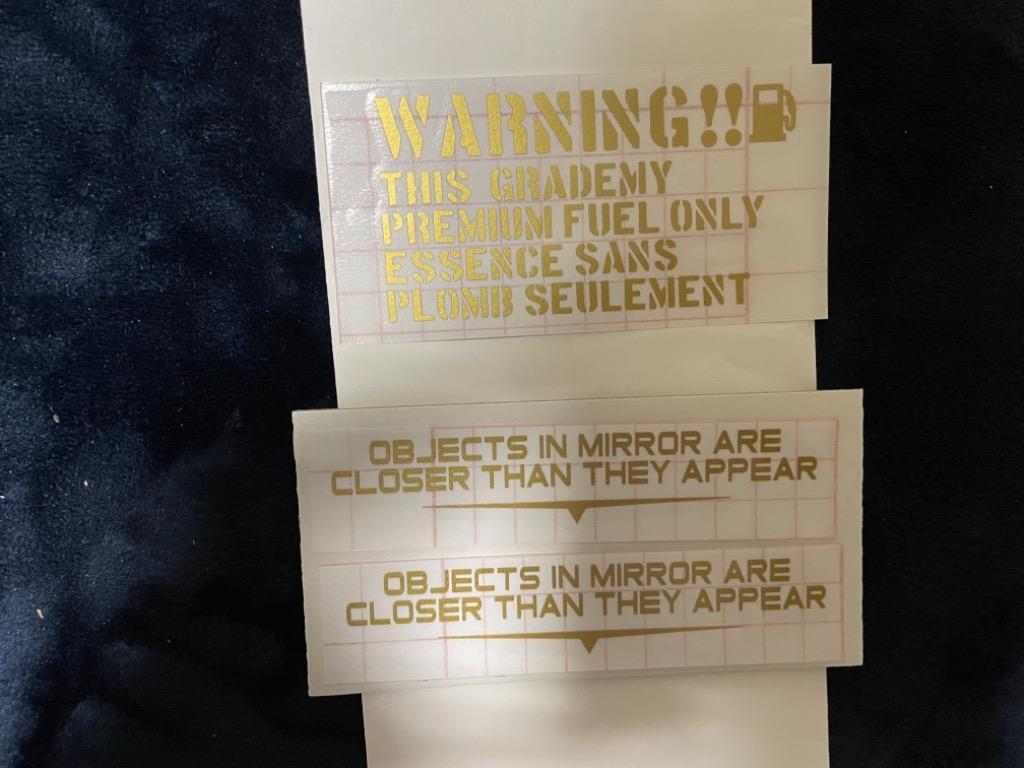 WARNING!!
THIS GRADEMY
PREMIUM FUEL ONLY
ESSENCE SANS
PLOMB SEULEMENT
OBJECTS IN MIRROR ARE
CLOSER THAN THEY APPEAR
OBJECTS IN MIRROR ARE
CLOSER THAN THEY APPEAR